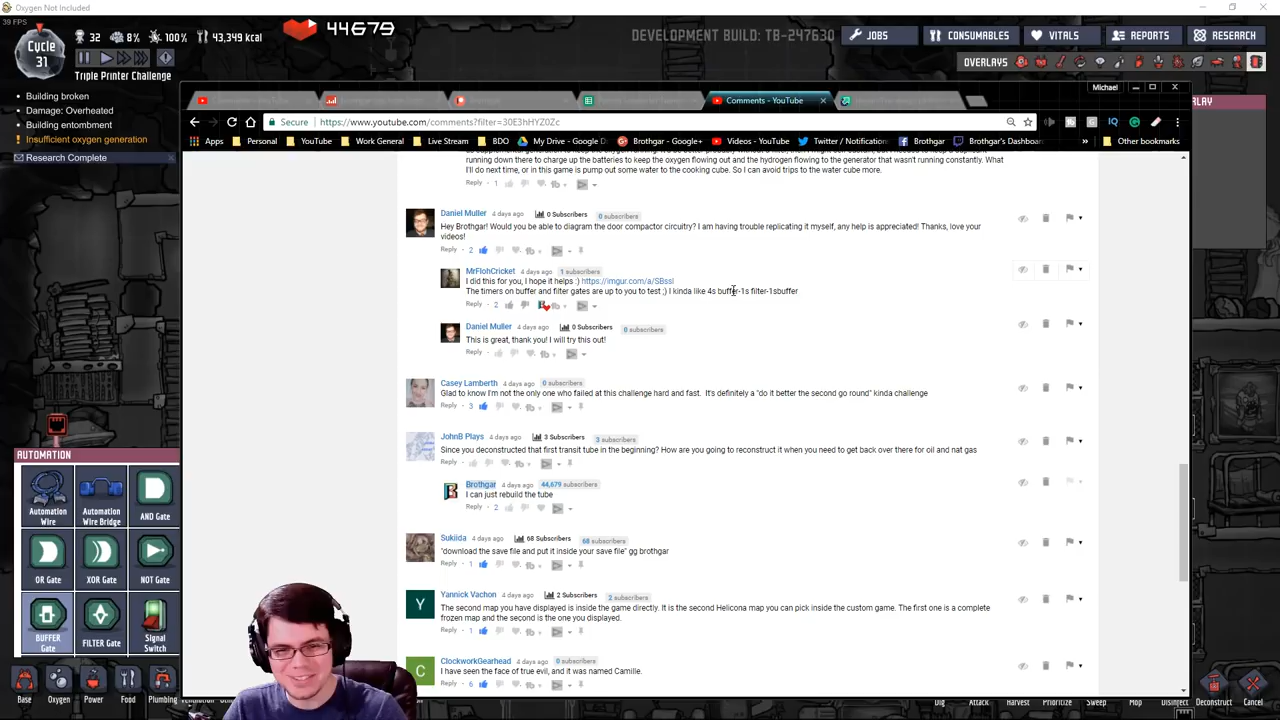 Oxygen Not Included
39 FPS
Cycle
31
32
8%
100%
43,349 kcal
Triple Printer Challenge
44679
DEVELOPMENT BUILD: TB-247630
JOBS
CONSUMABLES
VITALS
REPORTS
RESEARCH
OVERLAYS
Building broken
Damage: Overheated
Building entombment
Insufficient oxygen generation
Research Complete
Michael
Comments - YouTube
Secure
https://www.youtube.com/comments?filter=30E3hHYZ0Zc
Apps
Personal
YouTube
Work General
Live Stream
BDO
My Drive - Google
Brothgar - Google+
Videos - YouTube
Twitter / Notification
Brothgar
Brothgar's Dashboard
»
Other bookmarks
running down there to charge up the batteries to keep the oxygen flowing out and the hydrogen flowing to the generator that wasn't running constantly. What
I'll do next time, or in this game is pump out some water to the cooking cube. So I can avoid trips to the water cube more.
Reply · 1
Daniel Muller 4 days ago 0 Subscribers 0 subscribers
Hey Brothgar! Would you be able to diagram the door compactor circuitry? I am having trouble replicating it myself, any help is appreciated! Thanks, love your
videos!
Reply · 2
MrFlohCricket 4 days ago 1 subscribers
I did this for you, I hope it helps :) https://imgur.com/a/SBssI
The timers on buffer and filter gates are up to you to test ;) I kinda like 4s buffer-1s filter-1sbuffer
Reply · 2
Daniel Muller 4 days ago 0 Subscribers 0 subscribers
This is great, thank you! I will try this out!
Reply ·
Casey Lamberth 4 days ago 0 subscribers
Glad to know I'm not the only one who failed at this challenge hard and fast. It's definitely a "do it better the second go round" kinda challenge
Reply · 3
JohnB Plays 4 days ago 3 Subscribers 3 subscribers
Since you deconstructed that first transit tube in the beginning? How are you going to reconstruct it when you need to get back over there for oil and nat gas
Reply ·
Brothgar 4 days ago 44,679 subscribers
I can just rebuild the tube
Reply · 2
Sukiida 4 days ago 68 Subscribers 68 subscribers
"download the save file and put it inside your save file" gg brothgar
Reply · 1
Y
Yannick Vachon 4 days ago 2 Subscribers 2 subscribers
The second map you have displayed is inside the game directly. It is the second Helicona map you can pick inside the custom game. The first one is a complete
frozen map and the second is the one you displayed.
Reply · 1
C
ClockworkGearhead 4 days ago 0 subscribers
I have seen the face of true evil, and it was named Camille.
Reply · 6
AUTOMATION
Automation
Wire
Automation
Wire Bridge
AND Gate
OR Gate
XOR Gate
NOT Gate
BUFFER
Gate
FILTER Gate
Signal
Switch
Base
Oxygen
Power
Food
Plumbing
Dig
Attack
Harvest
Prioritize
Sweep
Mop
Disinfect
Deconstruct
Cancel